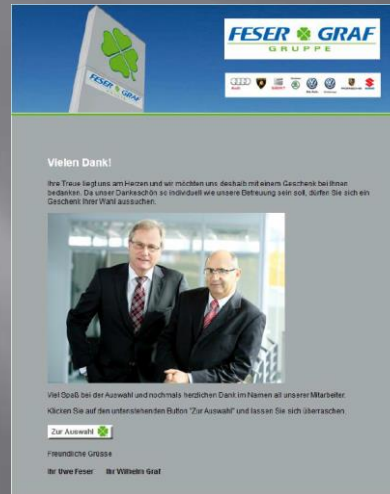 FESER GRAF
FESER GRAF
GRUPPE
Audi
Vielen Dank!
Ihre Treue liegt uns am Herzen und wir möchten uns deshalb mit einem Geschenk bei Ihnen
bedanken. Da unser Dankeschön so individuell wie unsere Betreuung sein soll, dürfen Sie sich ein
Geschenk Ihrer Wahl aussuchen.
Viel Spaß bei der Auswahl und nochmals herzlichen Dank im Namen all unserer Mitarbeiter.
Klicken Sie auf den untenstehenden Button "Zur Auswahl" und lassen Sie sich überraschen.
Zur Auswahl
Freundliche Grüsse
Ihr Uwe Feser Ihr Wilhelm Graf